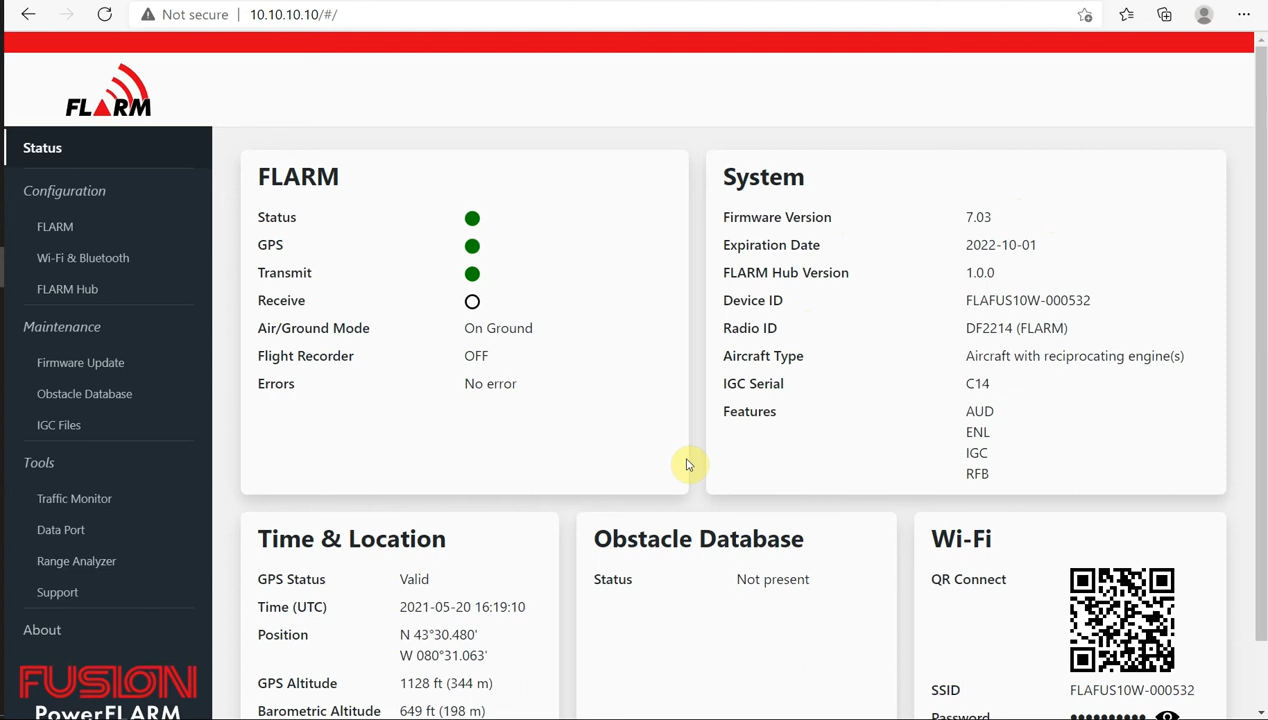 Not secure 10.10.10.10/#/
FLARM
Status
Configuration
FLARM
Wi-Fi & Bluetooth
FLARM Hub
Maintenance
Firmware Update
Obstacle Database
IGC Files
Tools
Traffic Monitor
Data Port
Range Analyzer
Support
About
FUSION
PowerFLARM
FLARM
Status
GPS
Transmit
Receive
Air/Ground Mode On Ground
Flight Recorder OFF
Errors No error
System
Firmware Version 7.03
Expiration Date 2022-10-01
FLARM Hub Version 1.0.0
Device ID FLAFUS10W-000532
Radio ID DF2214 (FLARM)
Aircraft Type Aircraft with reciprocating engine(s)
IGC Serial C14
Features AUD
ENL
IGC
RFB
Time & Location
GPS Status Valid
Time (UTC) 2021-05-20 16:19:10
Position N 43°30.480'
W 080°31.063'
GPS Altitude 1128 ft (344 m)
Barometric Altitude 649 ft (198 m)
Obstacle Database
Status Not present
Wi-Fi
QR Connect
SSID FLAFUS10W-000532
Password ••••••••••